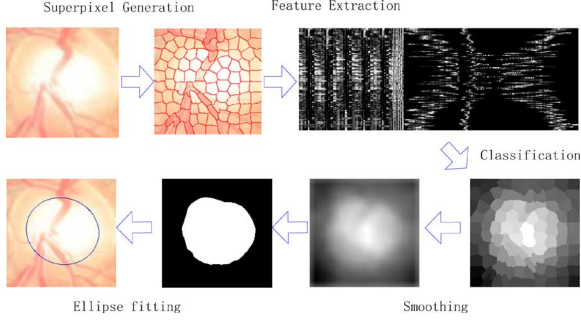 Superpixel Generation
Feature Extraction
Classification
Ellipse fitting
Smoothing